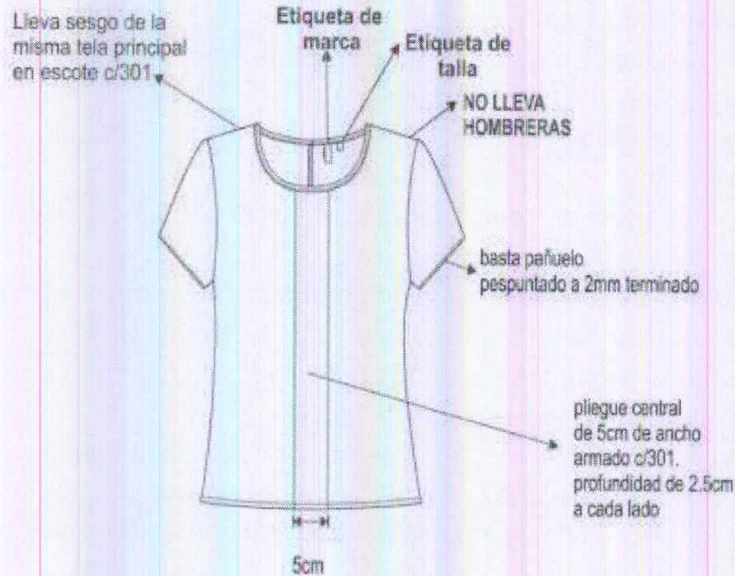 Lleva sesgo de la
misma tela principal
en escote c/301
Etiqueta de
marca
Etiqueta de
talla
NO LLEVA
HOMBRERAS
basta pañuelo
pespuntado a 2mm terminado
pliegue central
de 5cm de ancho
armado c/301.
profundidad de 2.5cm
a cada lado
5cm